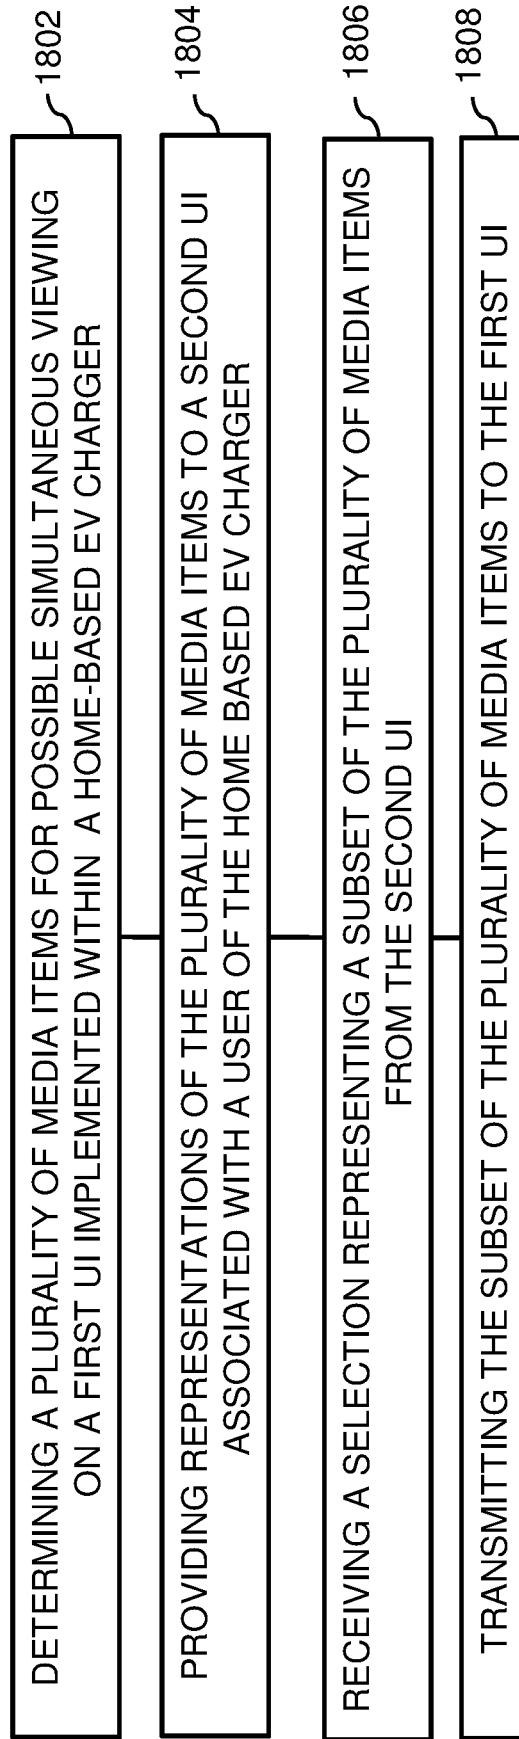 DETERMINING A PLURALITY OF MEDIA ITEMS FOR POSSIBLE SIMULTANEOUS VIEWING
ON A FIRST UI IMPLEMENTED WITHIN A HOME-BASED EV CHARGER
1802
PROVIDING REPRESENTATIONS OF THE PLURALITY OF MEDIA ITEMS TO A SECOND UI
ASSOCIATED WITH A USER OF THE HOME BASED EV CHARGER
1804
RECEIVING A SELECTION REPRESENTING A SUBSET OF THE PLURALITY OF MEDIA ITEMS
FROM THE SECOND UI
1806
TRANSMITTING THE SUBSET OF THE PLURALITY OF MEDIA ITEMS TO THE FIRST UI
1808